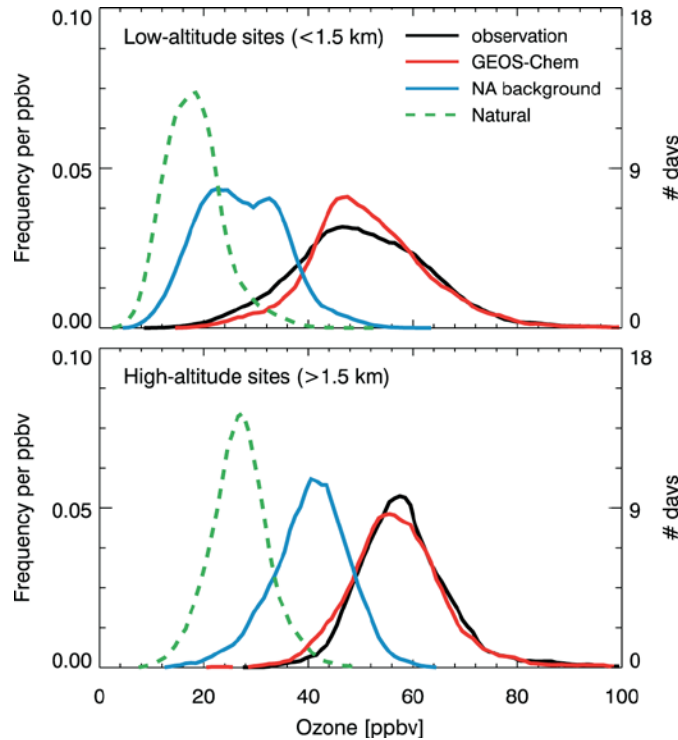 Low-altitude sites (<1.5 km)
observation
GEOS-Chem
NA background
Natural
Frequency per ppbv
0.10
0.05
0.00
18
9
0
# days
High-altitude sites (>1.5 km)
Frequency per ppbv
0.10
0.05
0.00
18
9
0
# days
0 20 40 60 80 100
Ozone [ppbv]